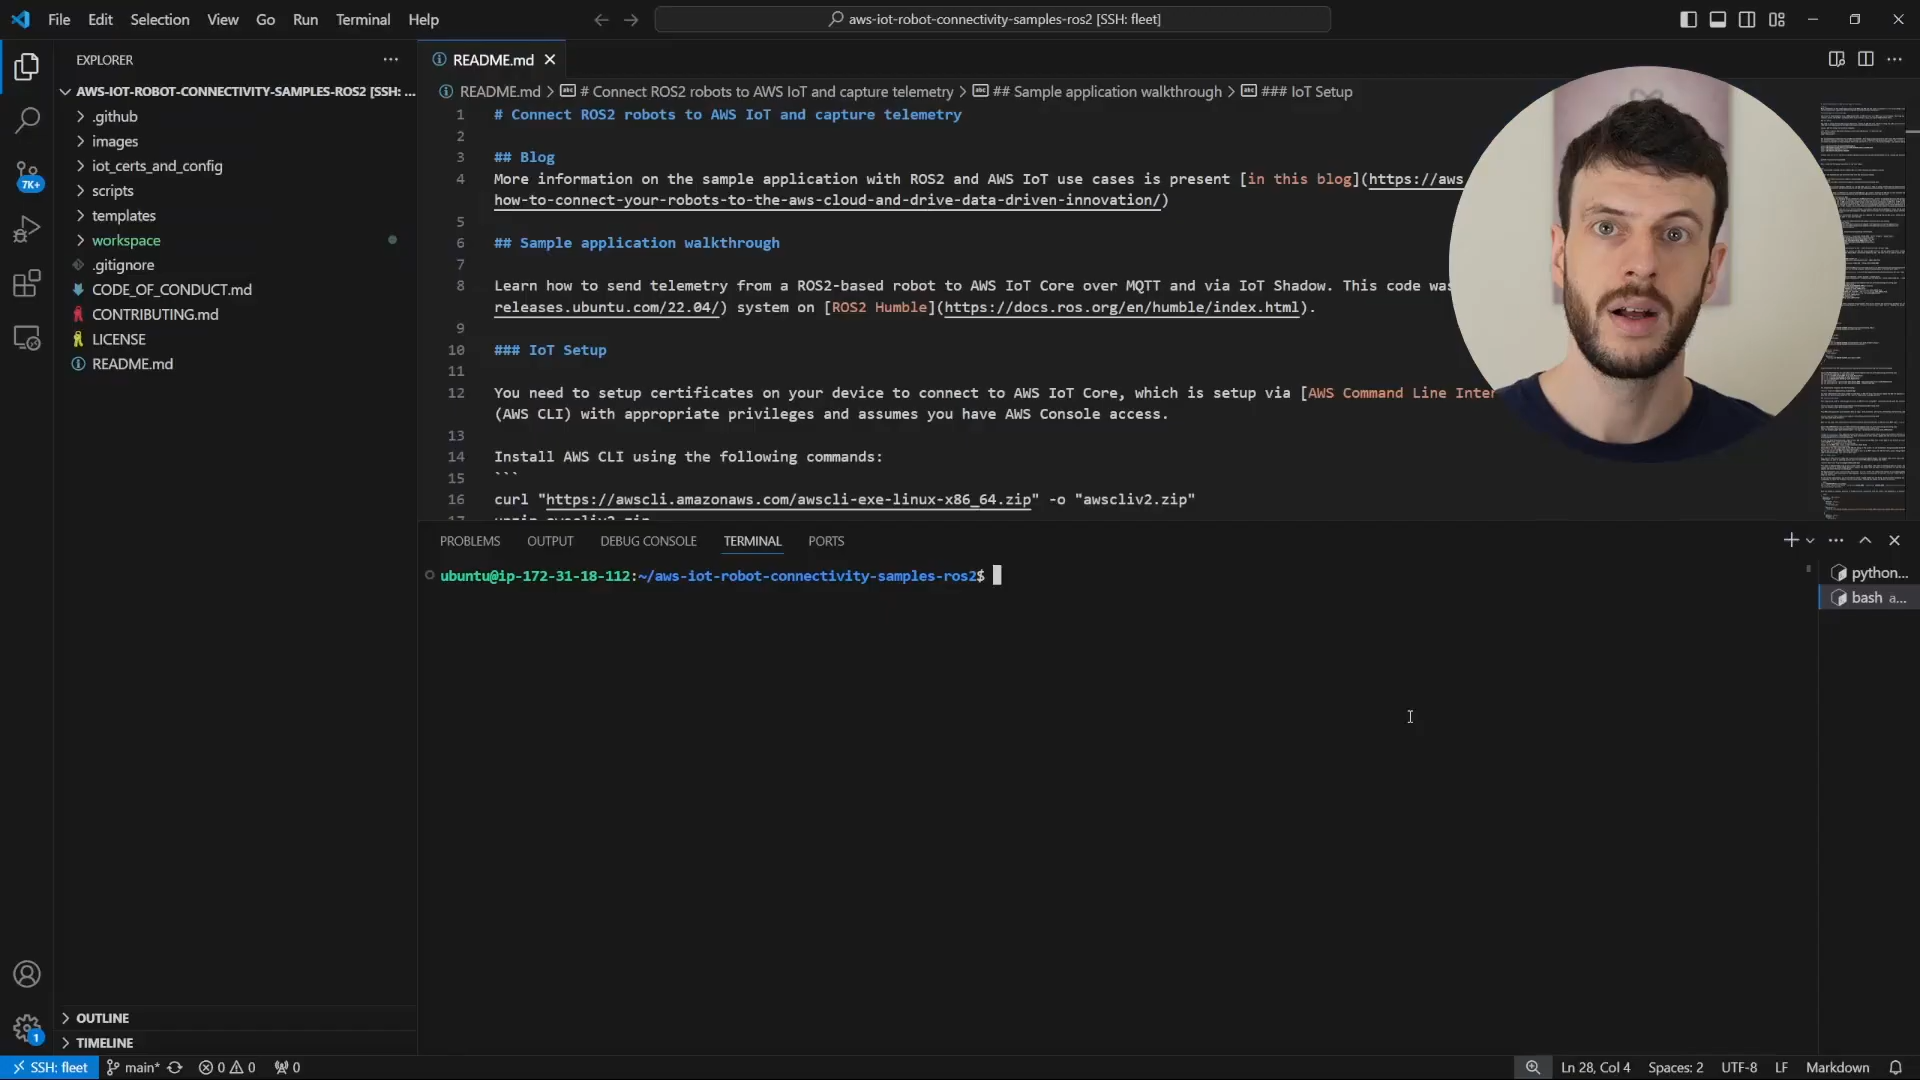 File Edit Selection View Go Run Terminal Help
aws-iot-robot-connectivity-samples-ros2 [SSH: fleet]
EXPLORER
AWS-IOT-ROBOT-CONNECTIVITY-SAMPLES-ROS2 [SSH: ...
.github
images
iot_certs_and_config
scripts
templates
workspace
.gitignore
CODE_OF_CONDUCT.md
CONTRIBUTING.md
LICENSE
README.md
7K+
OUTLINE
TIMELINE
1
README.md
README.md > # Connect ROS2 robots to AWS IoT and capture telemetry > ## Sample application walkthrough > ### IoT Setup
1 # Connect ROS2 robots to AWS IoT and capture telemetry
2
3 ## Blog
4 More information on the sample application with ROS2 and AWS IoT use cases is present [in this blog](https://aws.
how-to-connect-your-robots-to-the-aws-cloud-and-drive-data-driven-innovation/)
5
6 ## Sample application walkthrough
7
8 Learn how to send telemetry from a ROS2-based robot to AWS IoT Core over MQTT and via IoT Shadow. This code was
releases.ubuntu.com/22.04/) system on [ROS2 Humble](https://docs.ros.org/en/humble/index.html).
9
10 ### IoT Setup
11
12 You need to setup certificates on your device to connect to AWS IoT Core, which is setup via [AWS Command Line Inter
(AWS CLI) with appropriate privileges and assumes you have AWS Console access.
13
14 Install AWS CLI using the following commands:
15 ```
16 curl "https://awscli.amazonaws.com/awscli-exe-linux-x86_64.zip" -o "awscliv2.zip"
PROBLEMS OUTPUT DEBUG CONSOLE TERMINAL PORTS
ubuntu@ip-172-31-18-112:~/aws-iot-robot-connectivity-samples-ros2$
python...
bash a...
SSH: fleet main* 0 0 0
Ln 28, Col 4 Spaces: 2 UTF-8 LF Markdown